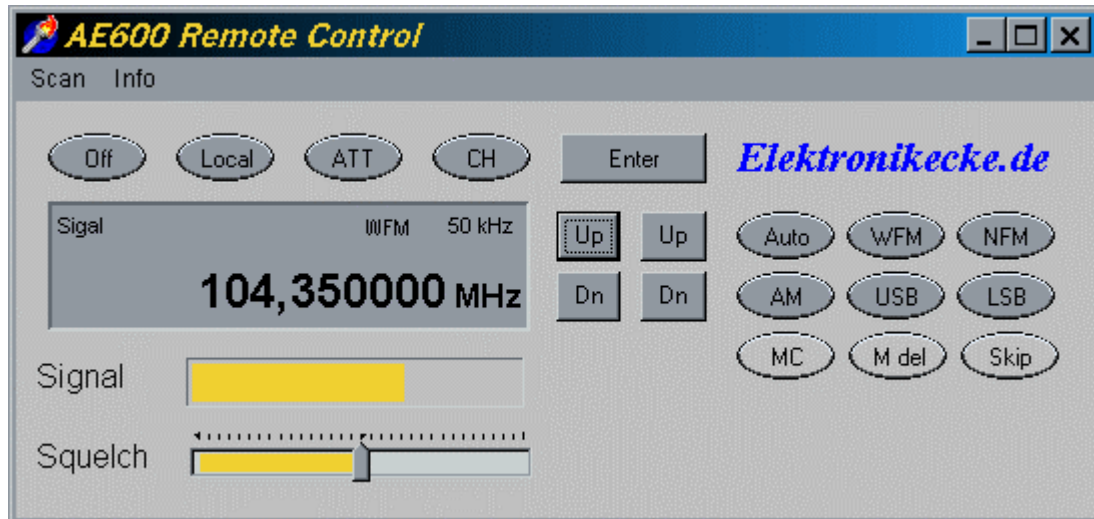 AE600 Remote Control
Scan Info
Off Local ATT CH Enter Elektronikecke.de
Sigal WFM 50 kHz
104,350000 MHz
Up Up Auto WFM NFM
Dn Dn AM USB LSB
MC M del Skip
Signal
Squelch